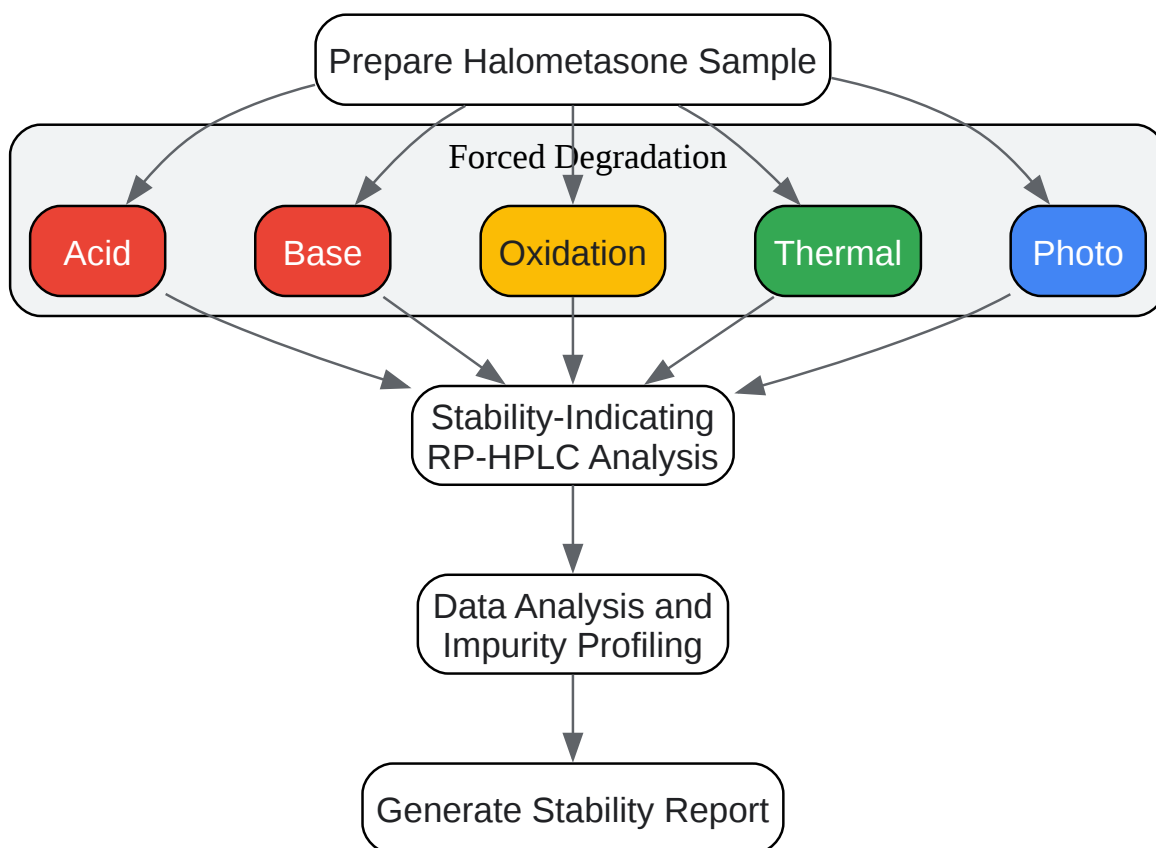 Prepare Halometasone Sample
Forced Degradation
Acid
Base
Oxidation
Thermal
Photo
Stability-Indicating
RP-HPLC Analysis
Data Analysis and
Impurity Profiling
Generate Stability Report